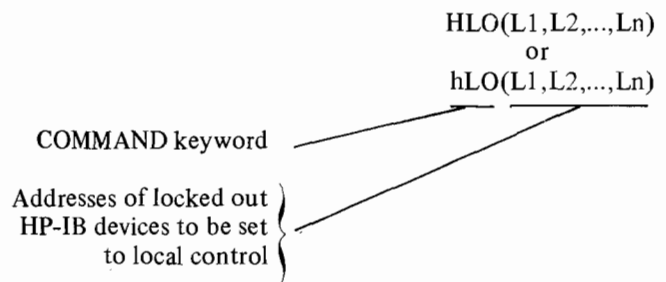 HLO(L1,L2,...,Ln)
or
hLO(L1,L2,...,Ln)
COMMAND keyword
Addresses of locked out
HP-IB devices to be set
to local control